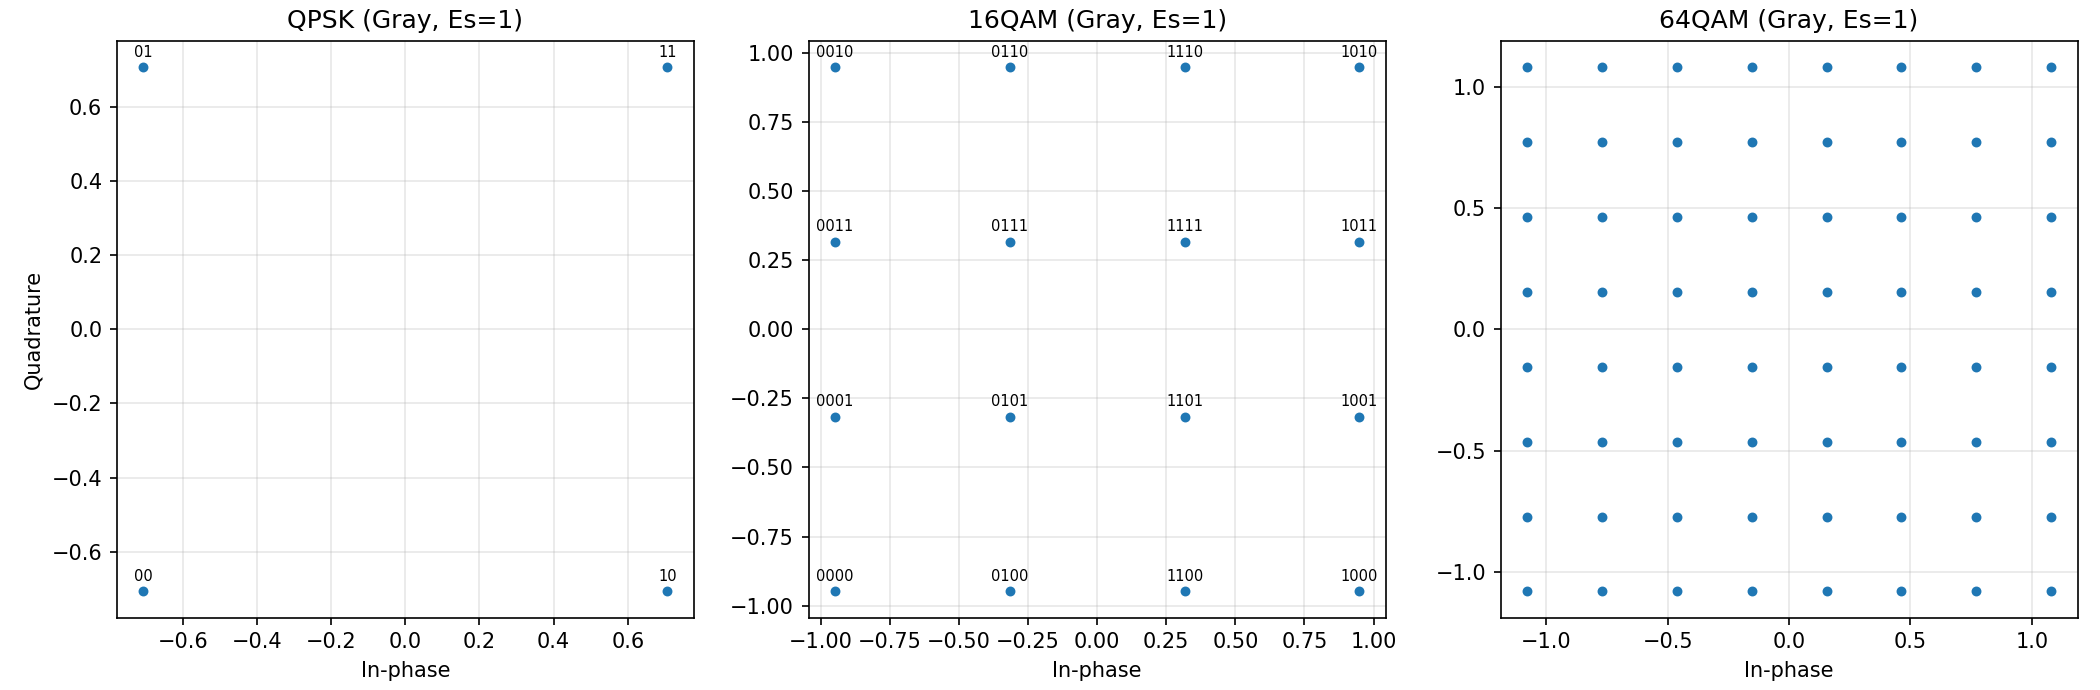 QPSK (Gray, Es=1)
01
11
0.6
0.4
0.2
0.0
−0.2
−0.4
−0.6
00
10
−0.6 −0.4 −0.2 0.0 0.2 0.4 0.6
In-phase
Quadrature
16QAM (Gray, Es=1)
1.00
0.75
0.50
0.25
0.00
−0.25
−0.50
−0.75
−1.00
0010 0110 1110 1010
0011 0111 1111 1011
0001 0101 1101 1001
0000 0100 1100 1000
−1.00 −0.75 −0.50 −0.25 0.00 0.25 0.50 0.75 1.00
In-phase
64QAM (Gray, Es=1)
1.0
0.5
0.0
−0.5
−1.0
−1.0 −0.5 0.0 0.5 1.0
In-phase